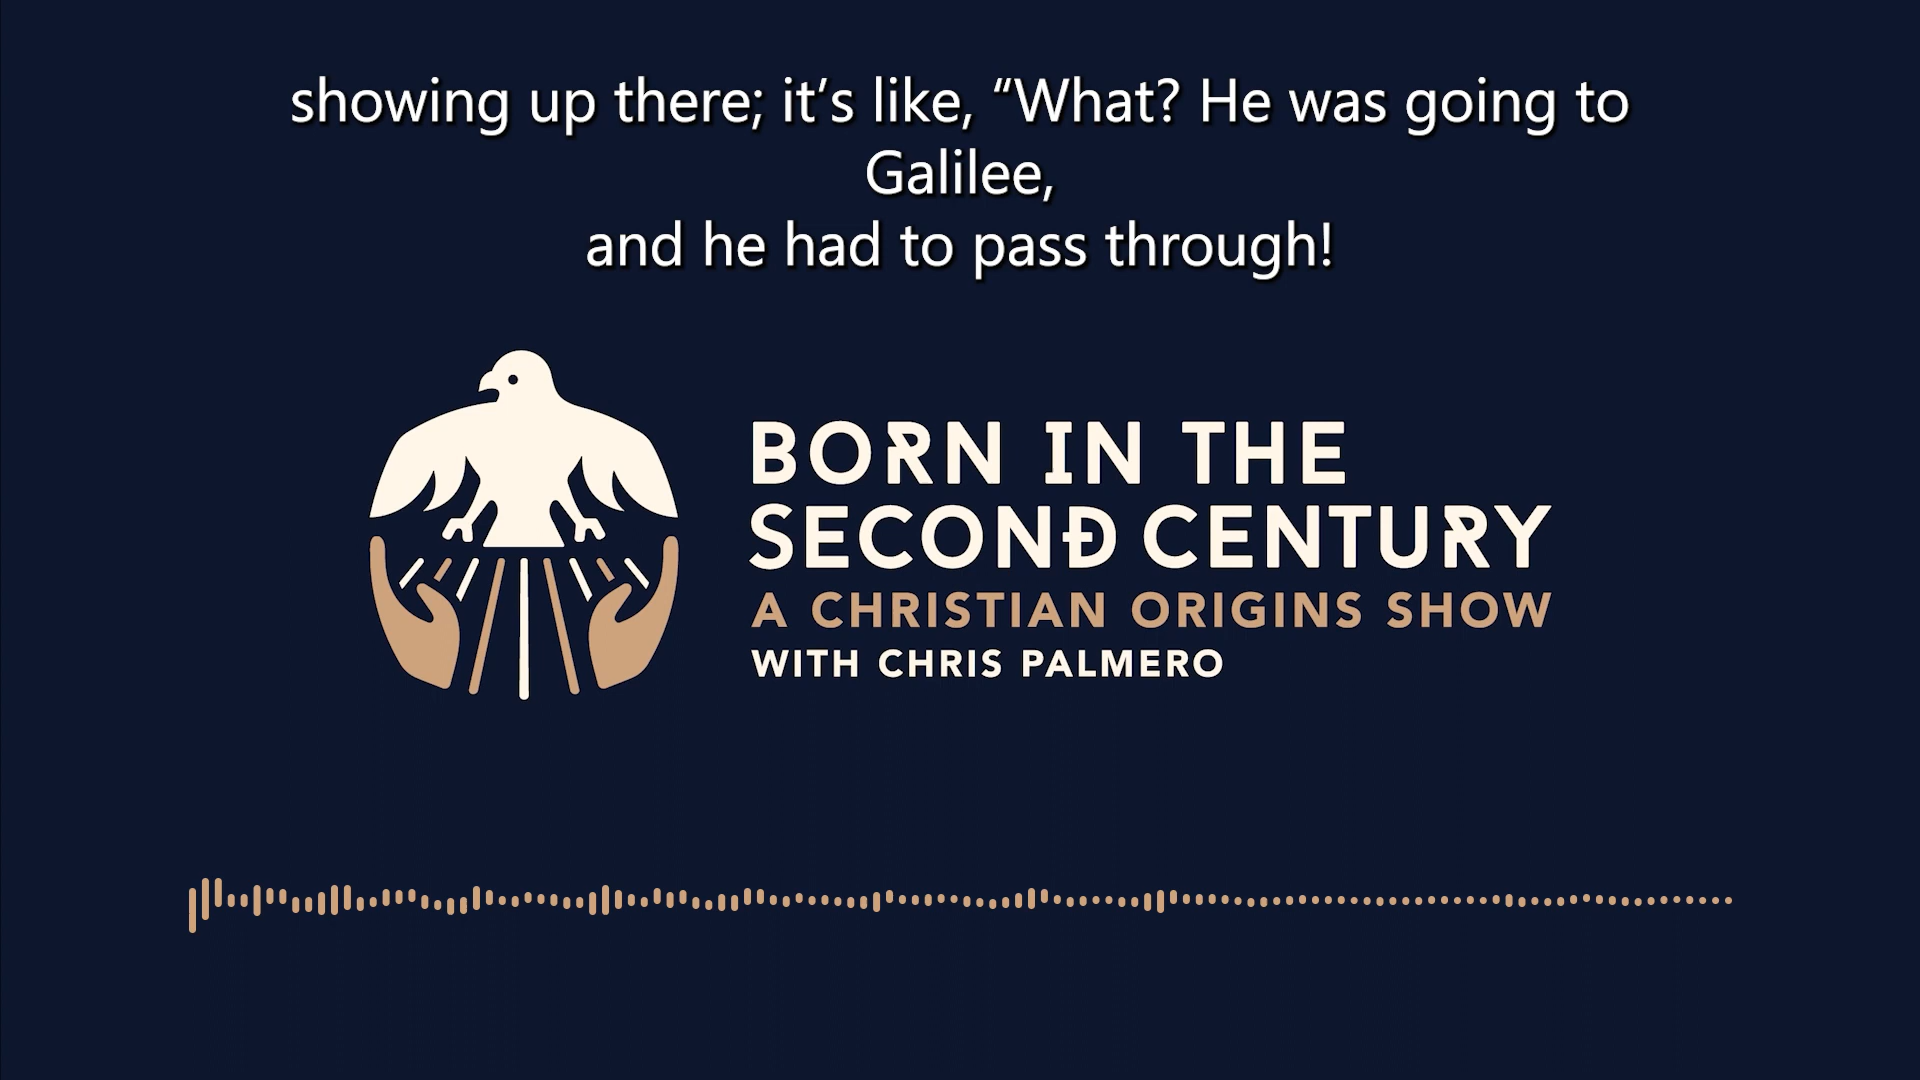 showing up there; it’s like, “What? He was going to
Galilee,
and he had to pass through!
BORN IN THE
SECOND CENTURY
A CHRISTIAN ORIGINS SHOW
WITH CHRIS PALMERO